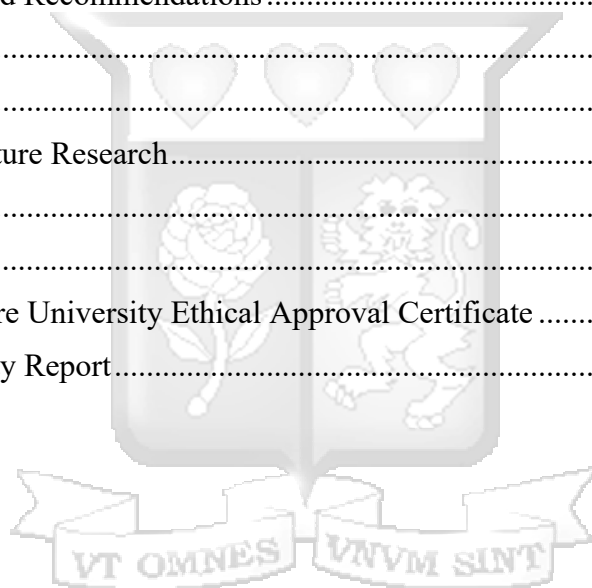 d Recommendations..........................................
................................................................................
................................................................................
ture Research......................................................
................................................................................
................................................................................
re University Ethical Approval Certificate .......
y Report..............................................................
VT OMNES VNVM SINT